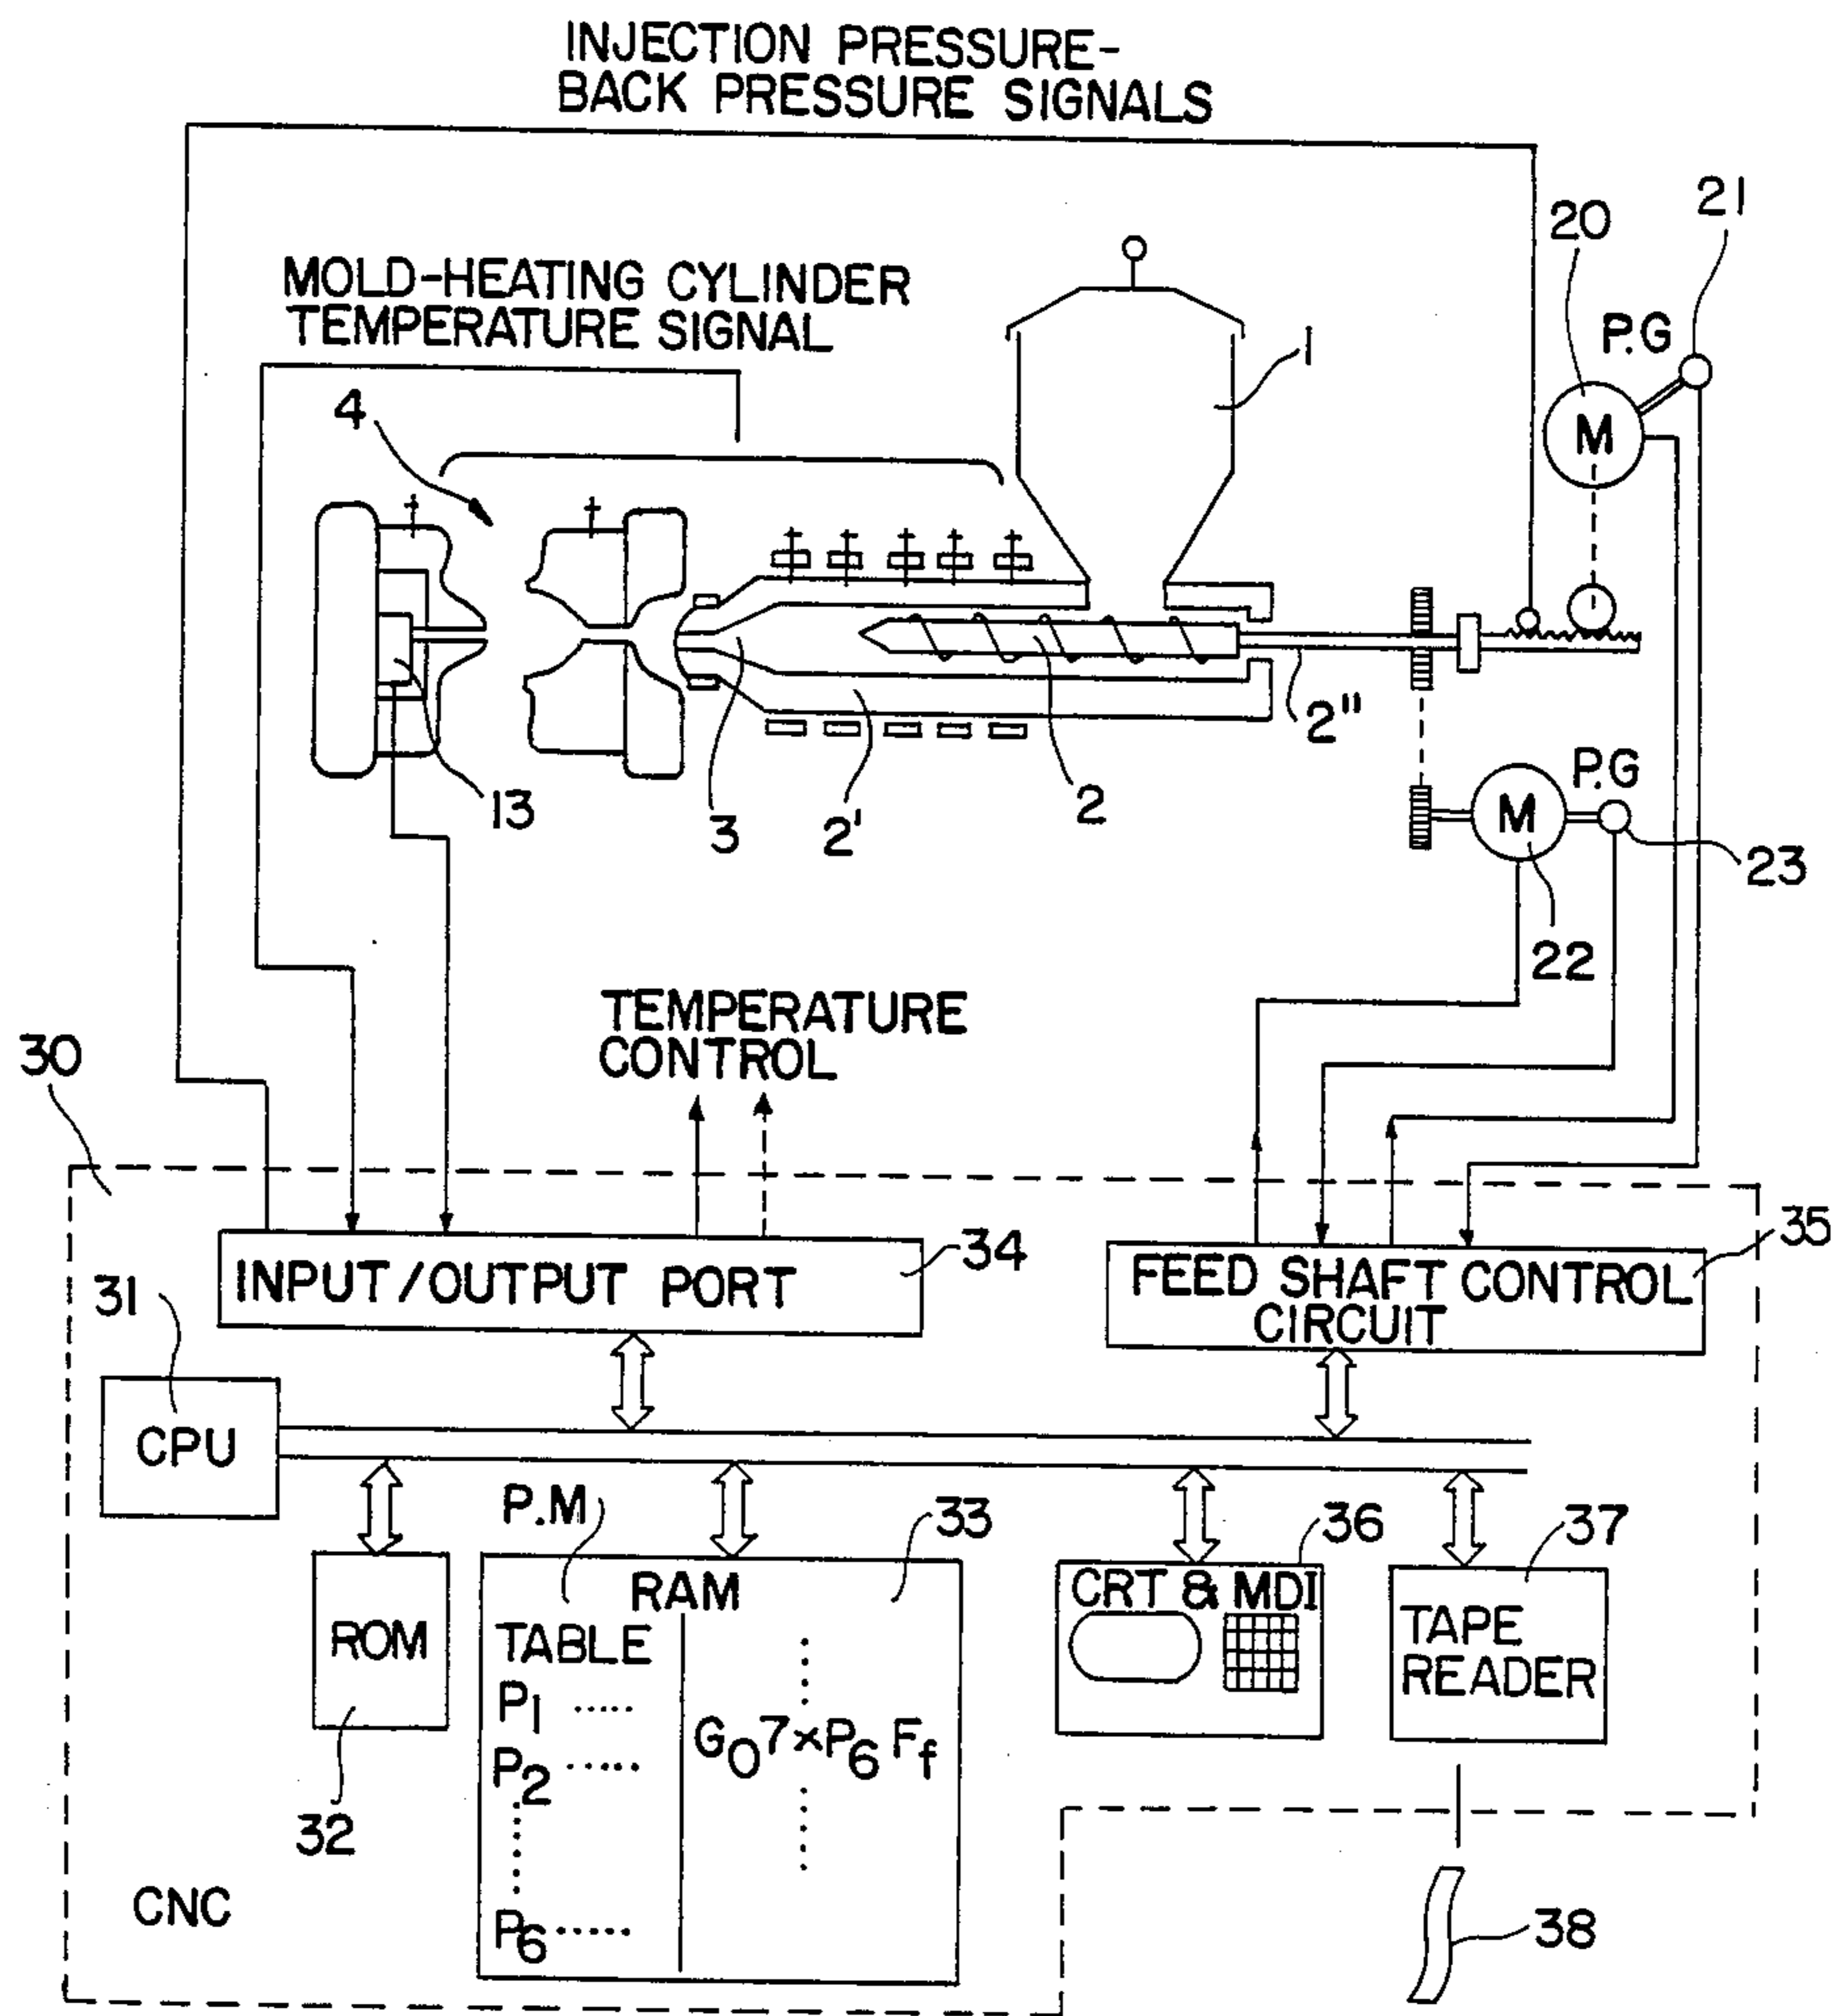 INJECTION PRESSURE-
BACK PRESSURE SIGNALS
21
20
MOLD-HEATING CYLINDER
TEMPERATURE SIGNAL
P.G
1
4
M
2"
P.G
13
3
2'
2
M
23
22
TEMPERATURE
CONTROL
30
35
34
INPUT/OUTPUT PORT
FEED SHAFT CONTROL
CIRCUIT
31
CPU
P.M
33
36
37
RAM
CRT & MDI
ROM
TABLE
TAPE
READER
P1 .....
G07xP6 Ff
P2 .....
32
CNC
P6 .....
38